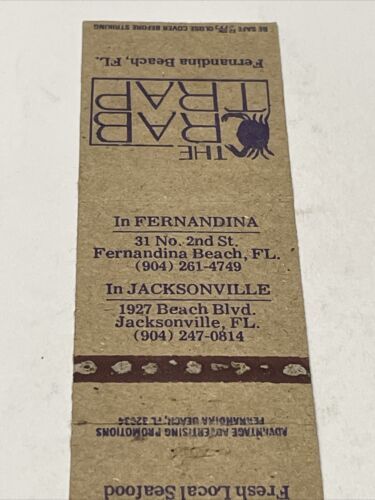 BE SAFE CLOSE COVER BEFORE STRIKING
Fernandina Beach, FL.
THE
CRAB
TRAP
In FERNANDINA
31 No. 2nd St.
Fernandina Beach, FL.
(904) 261-4749
In JACKSONVILLE
1927 Beach Blvd.
Jacksonville, FL.
(904) 247-0814
ADVANTAGE ADVERTISING PROMOTIONS
FERNANDINA BEACH, FL 32034
Fresh Local Seafood